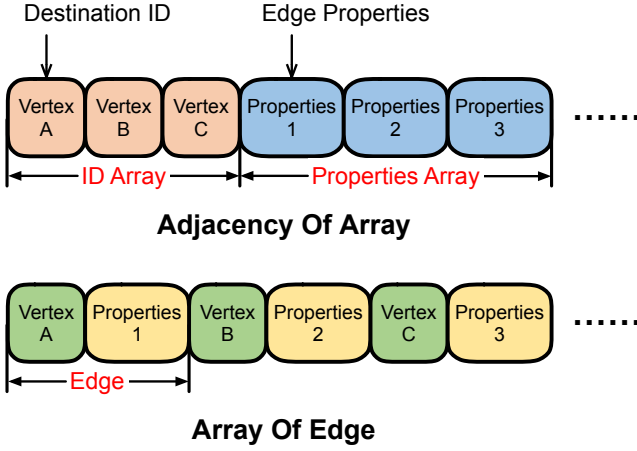 Destination ID
Edge Properties
Vertex A
Vertex B
Vertex C
Properties 1
Properties 2
Properties 3
......
ID Array
Properties Array
Adjacency Of Array
Vertex A
Properties 1
Vertex B
Properties 2
Vertex C
Properties 3
......
Edge
Array Of Edge